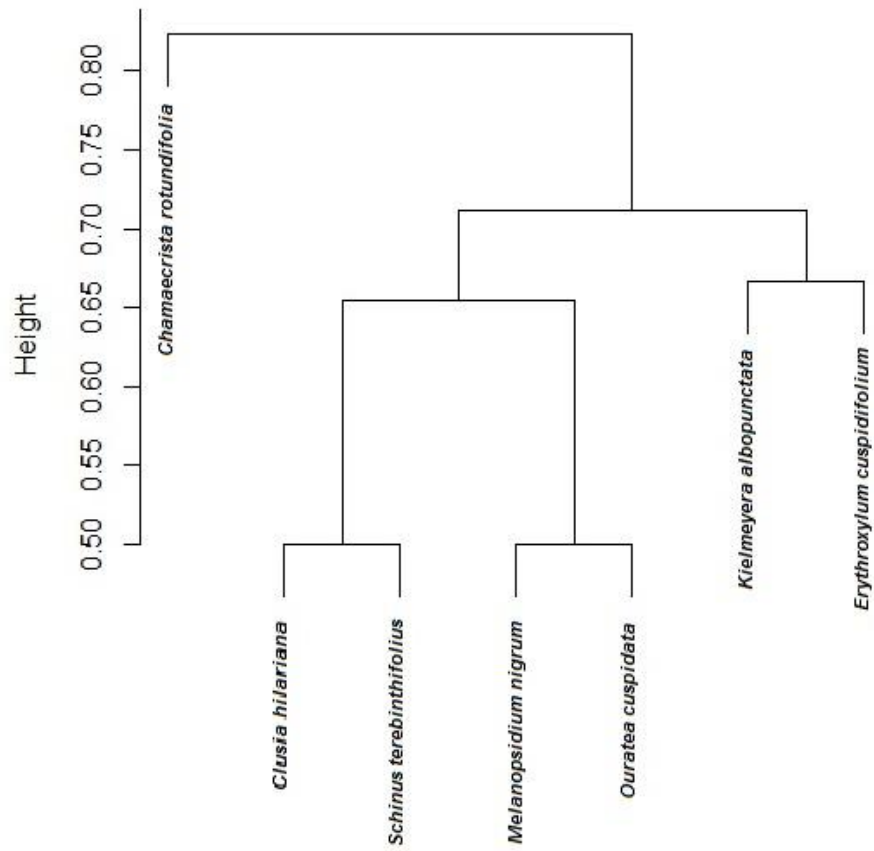 Height
0.80
0.75
0.70
0.65
0.60
0.55
0.50
Chamaecrista rotundifolia
Clusia hilariana
Schinus terebinthifolius
Melanopsidium nigrum
Ouratea cuspidata
Kielmeyera albopunctata
Erythroxylum cuspidifolium